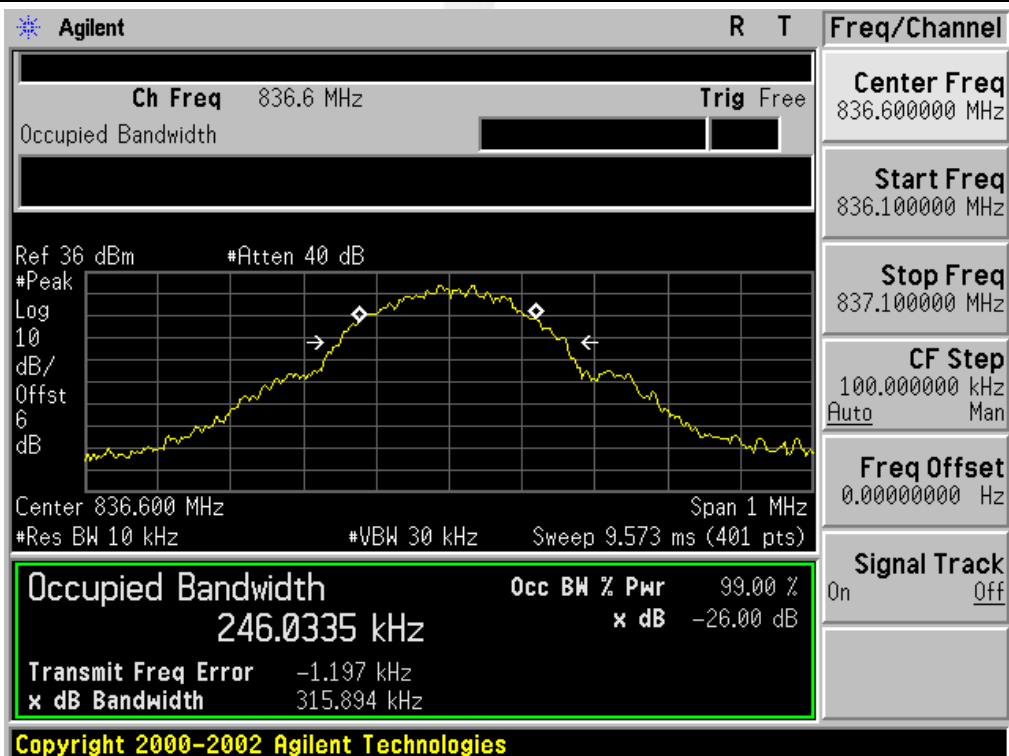 Agilent R T
Ch Freq 836.6 MHz Trig Free
Occupied Bandwidth
Ref 36 dBm #Atten 40 dB
#Peak
Log
10
dB/
Offst
6
dB
Center 836.600 MHz Span 1 MHz
#Res BW 10 kHz #VBW 30 kHz Sweep 9.573 ms (401 pts)
Occupied Bandwidth Occ BW % Pwr 99.00 %
246.0335 kHz x dB -26.00 dB
Transmit Freq Error -1.197 kHz
x dB Bandwidth 315.894 kHz
Copyright 2000-2002 Agilent Technologies
Freq/Channel
Center Freq
836.600000 MHz
Start Freq
836.100000 MHz
Stop Freq
837.100000 MHz
CF Step
100.000000 kHz
Auto Man
Freq Offset
0.00000000 Hz
Signal Track
On Off